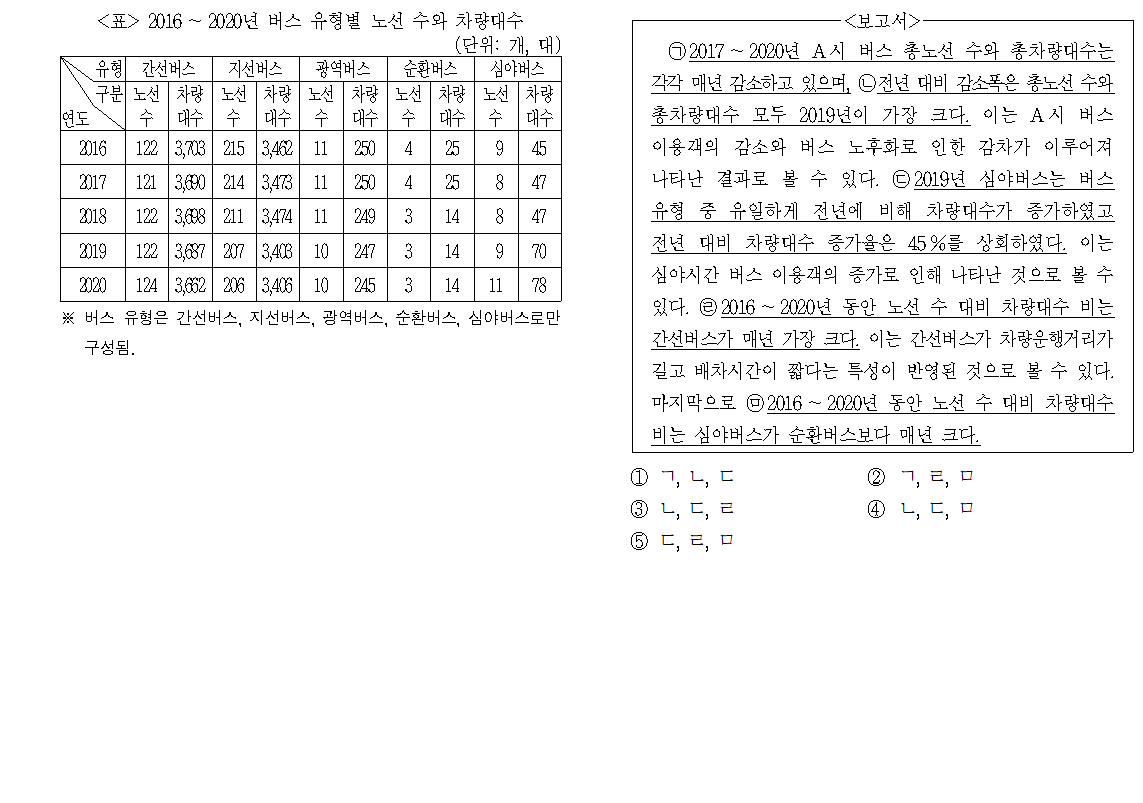 <표> 2016 ~ 2020년 버스 유형별 노선 수와 차량대수
(단위: 개, 대)
유형 간선버스 지선버스 광역버스 순환버스 심야버스
구분 노선 차량 노선 차량 노선 차량 노선 차량 노선 차량
연도 수 대수 수 대수 수 대수 수 대수 수 대수
2016 122 3,703 215 3,462 11 250 4 25 9 45
2017 121 3,690 214 3,473 11 250 4 25 8 47
2018 122 3,698 211 3,474 11 249 3 14 8 47
2019 122 3,687 207 3,403 10 247 3 14 9 70
2020 124 3,662 206 3,406 10 245 3 14 11 78
※ 버스 유형은 간선버스, 지선버스, 광역버스, 순환버스, 심야버스로만
구성됨.
<보고서>
㉠2017 ~ 2020년 A시 버스 총노선 수와 총차량대수는
각각 매년 감소하고 있으며, ㉡전년 대비 감소폭은 총노선 수와
총차량대수 모두 2019년이 가장 크다. 이는 A시 버스
이용객의 감소와 버스 노후화로 인한 감차가 이루어져
나타난 결과로 볼 수 있다. ㉢2019년 심야버스는 버스
유형 중 유일하게 전년에 비해 차량대수가 증가하였고
전년 대비 차량대수 증가율은 45%를 상회하였다. 이는
심야시간 버스 이용객의 증가로 인해 나타난 것으로 볼 수
있다. ㉣2016 ~ 2020년 동안 노선 수 대비 차량대수 비는
간선버스가 매년 가장 크다. 이는 간선버스가 차량운행거리가
길고 배차시간이 짧다는 특성이 반영된 것으로 볼 수 있다.
마지막으로 ㉤2016 ~ 2020년 동안 노선 수 대비 차량대수
비는 심야버스가 순환버스보다 매년 크다.
① ㄱ, ㄴ, ㄷ ② ㄱ, ㄹ, ㅁ
③ ㄴ, ㄷ, ㄹ ④ ㄴ, ㄷ, ㅁ
⑤ ㄷ, ㄹ, ㅁ